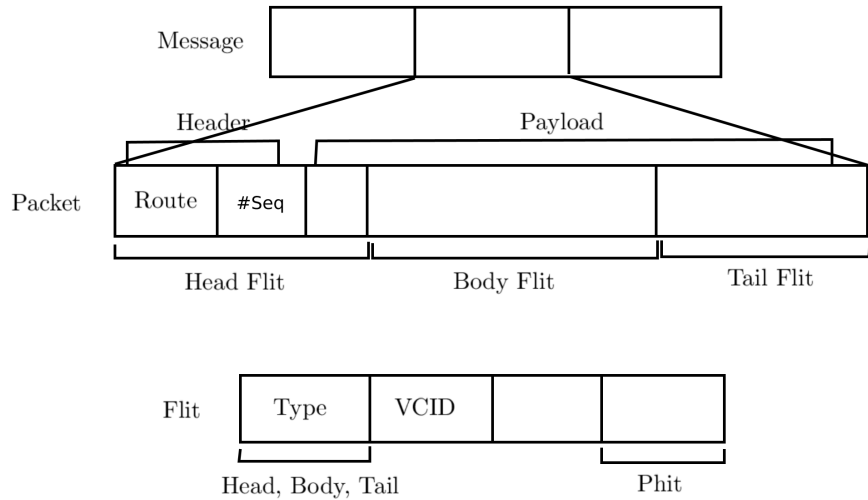 Message
Header
Payload
Packet
Route
#Seq
Head Flit
Body Flit
Tail Flit
Flit
Type
VCID
Head, Body, Tail
Phit